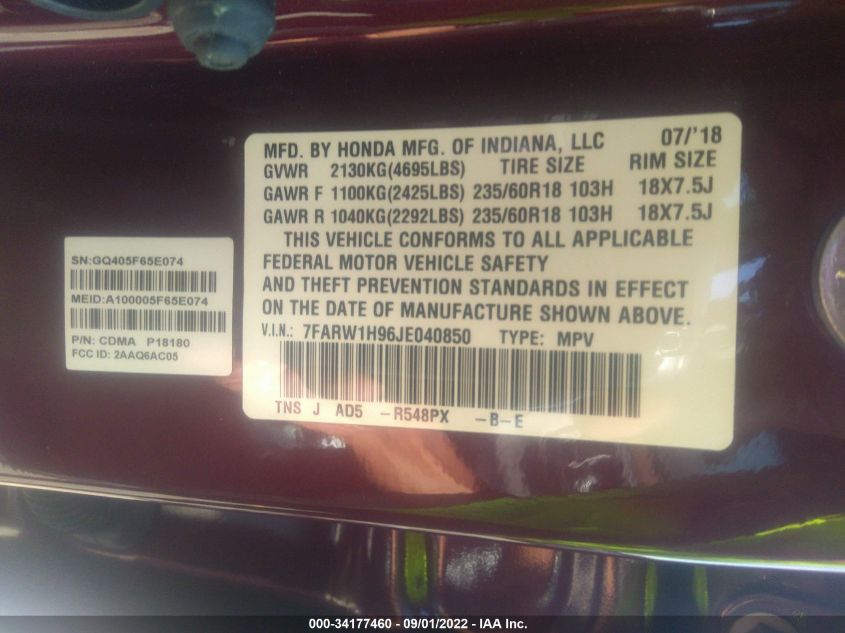 MFD. BY HONDA MFG. OF INDIANA, LLC 07/'18
GVWR 2130KG(4695LBS) TIRE SIZE RIM SIZE
GAWR F 1100KG(2425LBS) 235/60R18 103H 18X7.5J
GAWR R 1040KG(2292LBS) 235/60R18 103H 18X7.5J
THIS VEHICLE CONFORMS TO ALL APPLICABLE
FEDERAL MOTOR VEHICLE SAFETY
AND THEFT PREVENTION STANDARDS IN EFFECT
ON THE DATE OF MANUFACTURE SHOWN ABOVE.
V.I.N.: 7FARW1H96JE040850 TYPE: MPV
TNS J AD5 -R548PX -B-E
SN:GQ405F65E074
MEID:A100005F65E074
P/N: CDMA P18180
FCC ID: 2AAQ6AC05
000-34177460 - 09/01/2022 - IAA Inc.